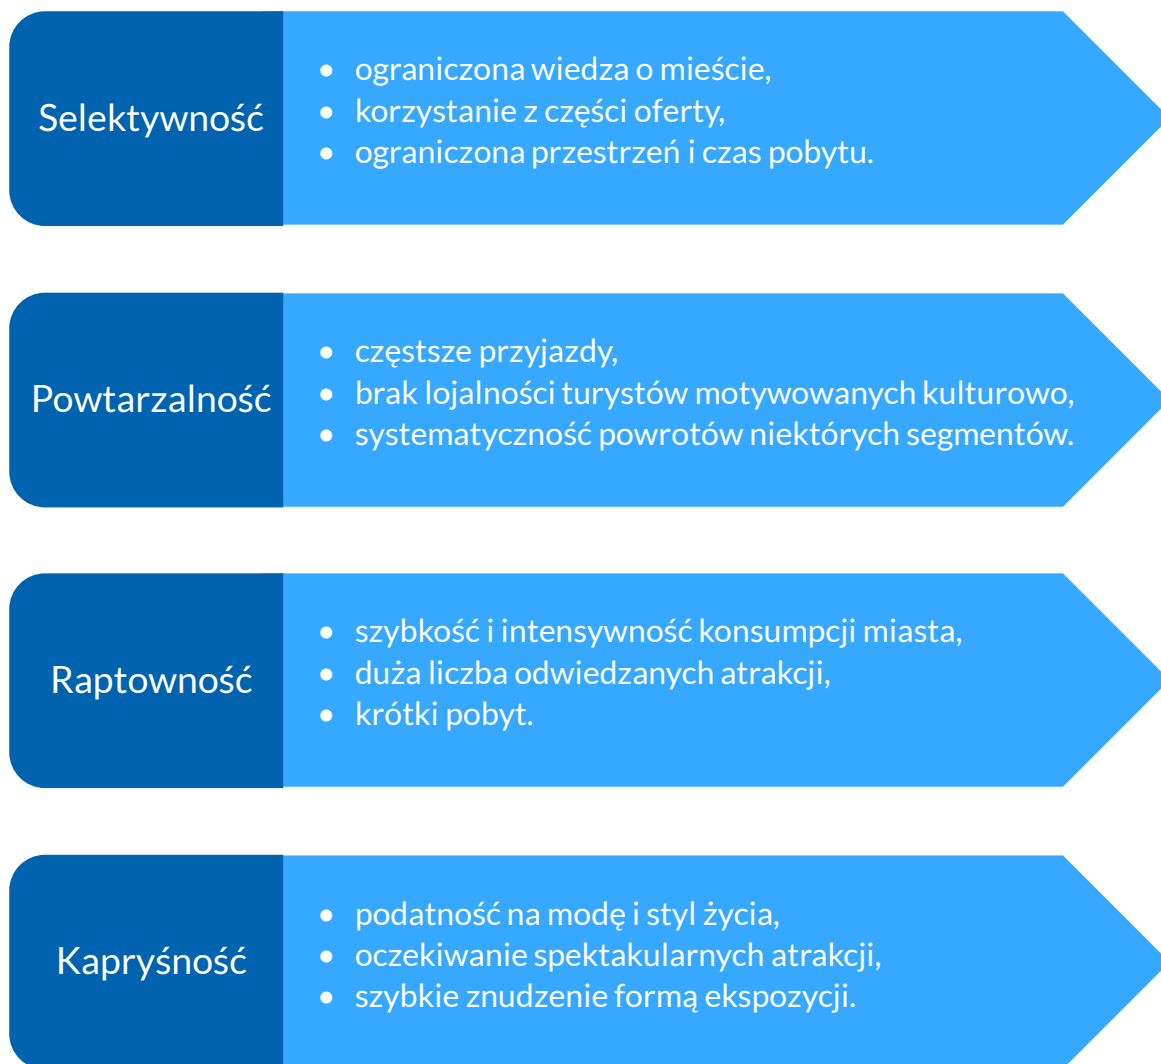 Selektywność
• ograniczona wiedza o mieście,
• korzystanie z części oferty,
• ograniczona przestrzeń i czas pobytu.
Powtarzalność
• częstsze przyjazdy,
• brak lojalności turystów motywowanych kulturowo,
• systematyczność powrotów niektórych segmentów.
Raptowność
• szybkość i intensywność konsumpcji miasta,
• duża liczba odwiedzanych atrakcji,
• krótki pobyt.
Kapryśność
• podatność na modę i styl życia,
• oczekiwanie spektakularnych atrakcji,
• szybkie znudzenie formą ekspozycji.